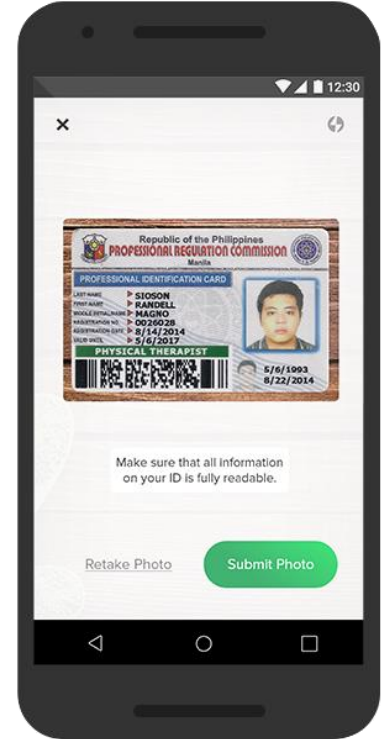 12:30
Republic of the Philippines
PROFESSIONAL REGULATION COMMISSION
Manila
PROFESSIONAL IDENTIFICATION CARD
LAST NAME SIOSON
FIRST NAME RANDELL
MIDDLE INITIAL/NAME MAGNO
REGISTRATION NO. 0026028
REGISTRATION DATE 8/14/2014
VALID UNTIL 5/6/2017
PHYSICAL THERAPIST
5/6/1993
8/22/2014
Make sure that all information
on your ID is fully readable.
Retake Photo
Submit Photo